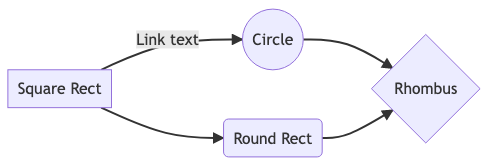 Link text
Circle
Square Rect
Rhombus
Round Rect